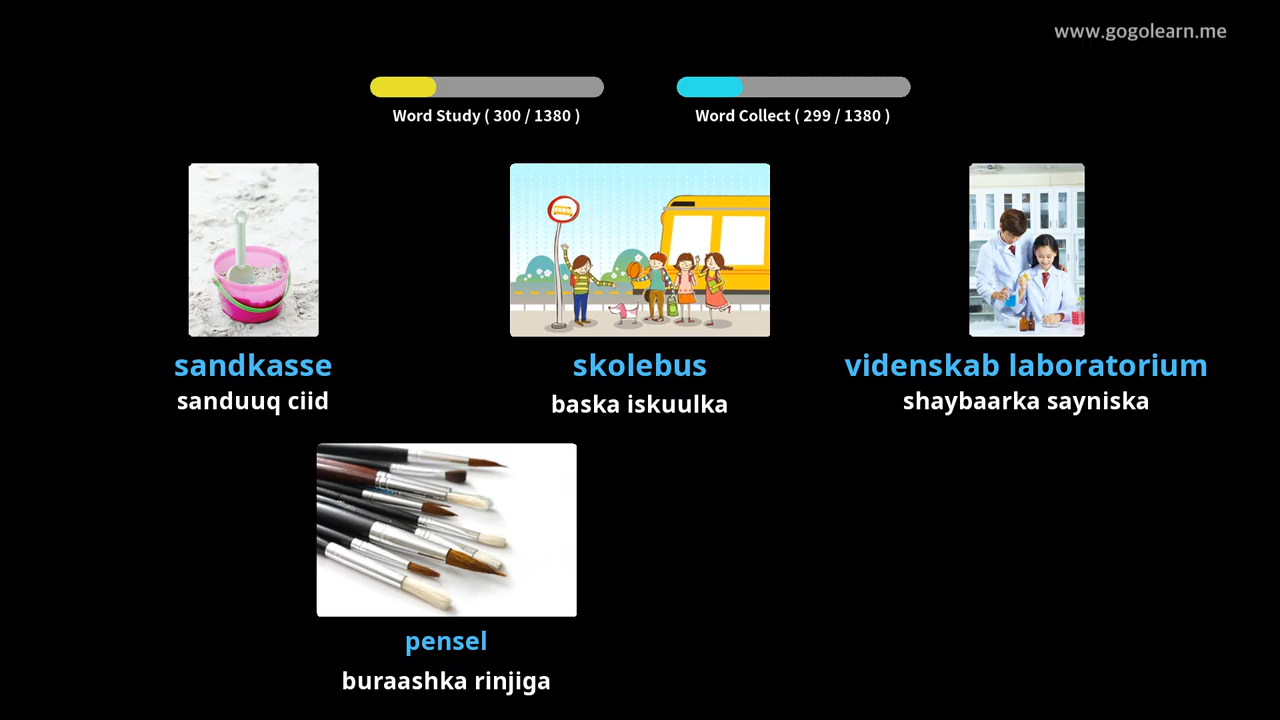 www.gogolearn.me
Word Study ( 300 / 1380 )
Word Collect ( 299 / 1380 )
sandkasse
sanduuq ciid
skolebus
baska iskuulka
videnskab laboratorium
shaybaarka sayniska
pensel
buraashka rinjiga